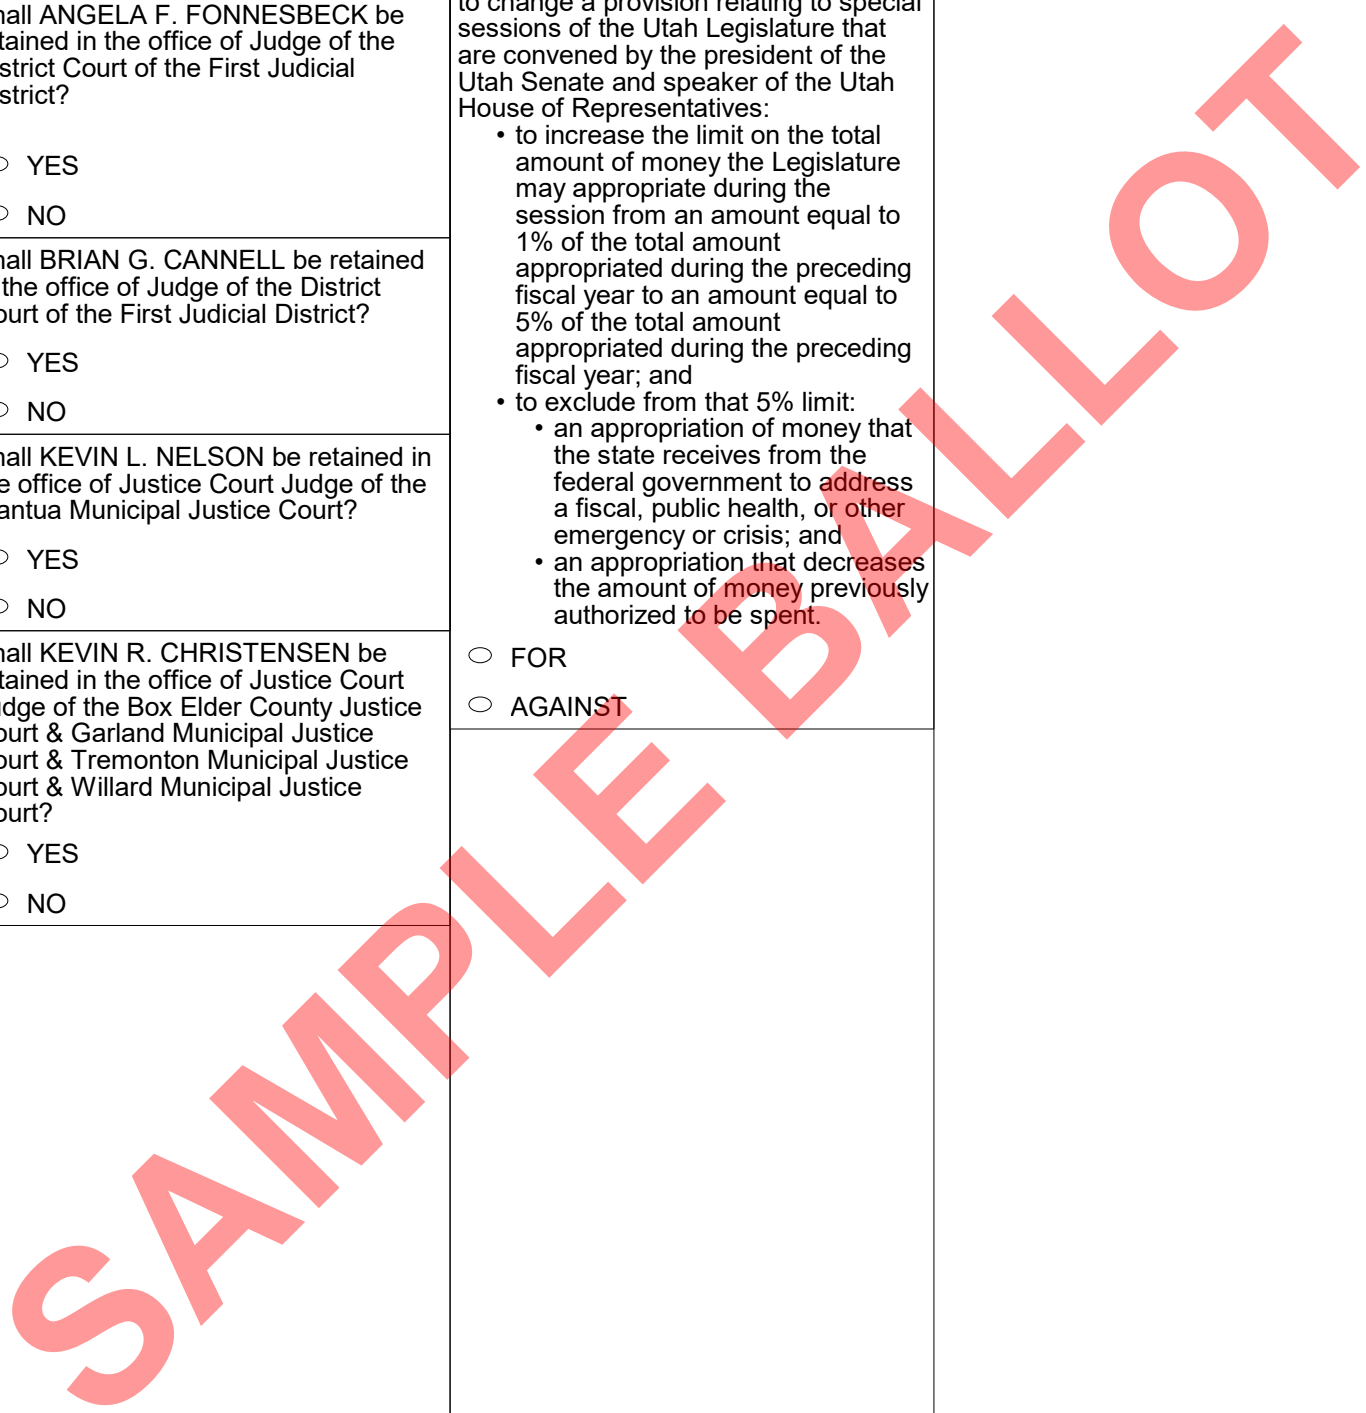 hall ANGELA F. FONNESBECK be
tained in the office of Judge of the
strict Court of the First Judicial
strict?
YES
NO
hall BRIAN G. CANNELL be retained
the office of Judge of the District
ourt of the First Judicial District?
YES
NO
hall KEVIN L. NELSON be retained in
e office of Justice Court Judge of the
antua Municipal Justice Court?
YES
NO
hall KEVIN R. CHRISTENSEN be
tained in the office of Justice Court
udge of the Box Elder County Justice
ourt & Garland Municipal Justice
ourt & Tremonton Municipal Justice
ourt & Willard Municipal Justice
ourt?
YES
NO
to change a provision relating to special
sessions of the Utah Legislature that
are convened by the president of the
Utah Senate and speaker of the Utah
House of Representatives:
• to increase the limit on the total
amount of money the Legislature
may appropriate during the
session from an amount equal to
1% of the total amount
appropriated during the preceding
fiscal year to an amount equal to
5% of the total amount
appropriated during the preceding
fiscal year; and
• to exclude from that 5% limit:
• an appropriation of money that
the state receives from the
federal government to address
a fiscal, public health, or other
emergency or crisis; and
• an appropriation that decreases
the amount of money previously
authorized to be spent.
FOR
AGAINST
SAMPLE BALLOT